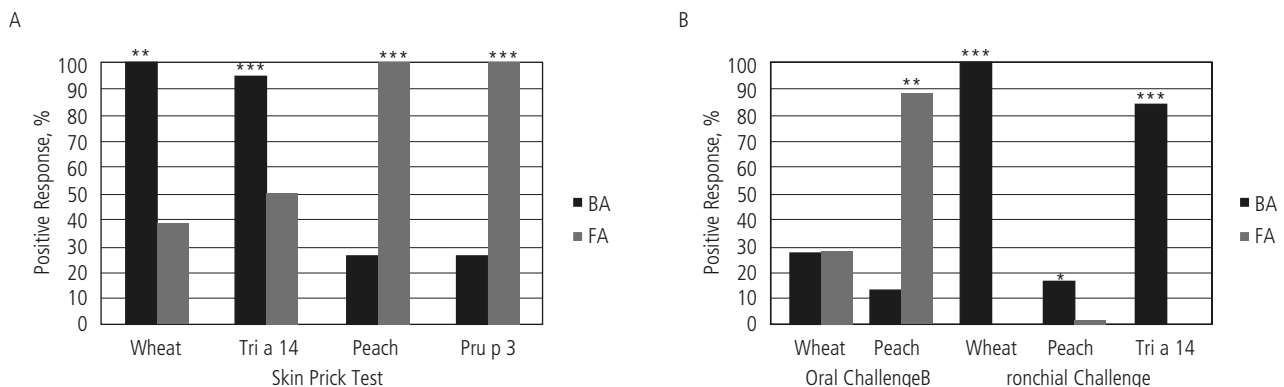 A
Positive Response, %
100
90
80
70
60
50
40
30
20
10
0
**
***
***
***
Wheat
Tri a 14
Peach
Pru p 3
Skin Prick Test
BA
FA
B
Positive Response, %
100
90
80
70
60
50
40
30
20
10
0
**
***
*
***
Wheat
Peach
Wheat
Peach
Tri a 14
Oral ChallengeB
ronchial Challenge
BA
FA